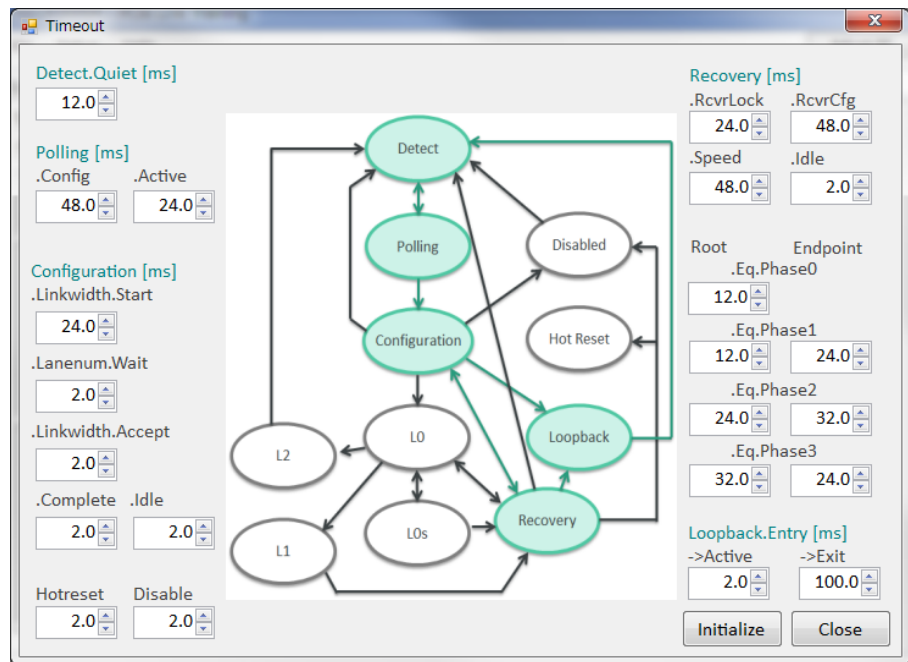 Timeout
Detect.Quiet [ms]
12.0
Polling [ms]
.Config .Active
48.0 24.0
Configuration [ms]
.Linkwidth.Start
24.0
.Lanenum.Wait
2.0
.Linkwidth.Accept
2.0
.Complete .Idle
2.0 2.0
Hotreset Disable
2.0 2.0
Detect
Polling
Disabled
Configuration
Hot Reset
L0
Loopback
L2
L0s
Recovery
L1
Recovery [ms]
.RcvrLock .RcvrCfg
24.0 48.0
.Speed .Idle
48.0 2.0
Root Endpoint
.Eq.Phase0
12.0
.Eq.Phase1
12.0 24.0
.Eq.Phase2
24.0 32.0
.Eq.Phase3
32.0 24.0
Loopback.Entry [ms]
->Active ->Exit
2.0 100.0
Initialize Close